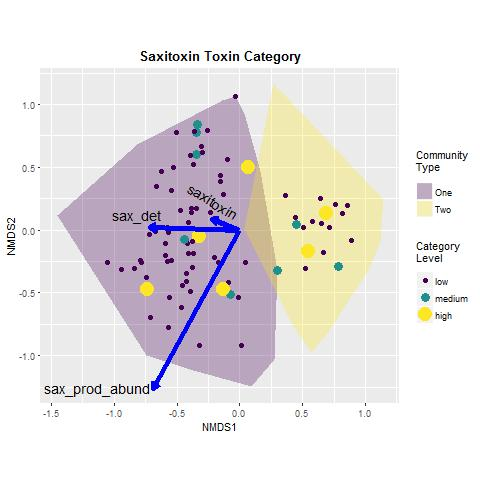 Saxitoxin Toxin Category
1.0
0.5
0.0
-0.5
-1.0
NMDS2
saxitoxin
sax_det
sax_prod_abund
-1.5
-1.0
-0.5
0.0
0.5
1.0
NMDS1
Community
Type
One
Two
Category
Level
low
medium
high